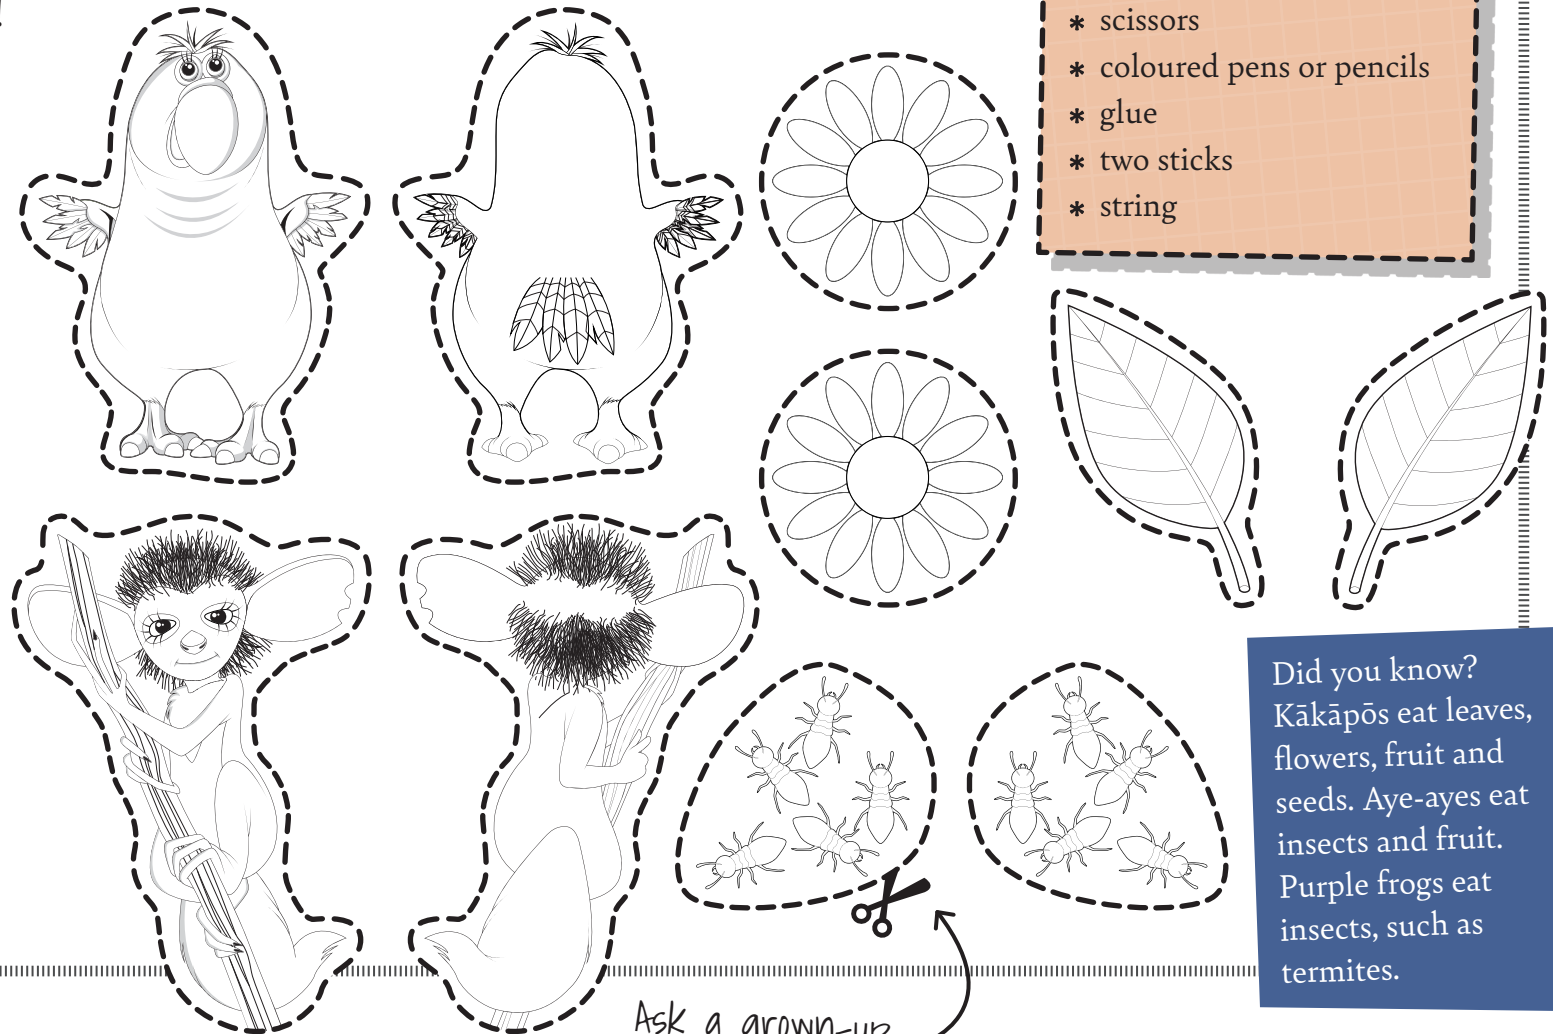 * scissors
* coloured pens or pencils
* glue
* two sticks
* string
Did you know?
Kākāpōs eat leaves,
flowers, fruit and
seeds. Aye-ayes eat
insects and fruit.
Purple frogs eat
insects, such as
termites.
Ask a grown-up